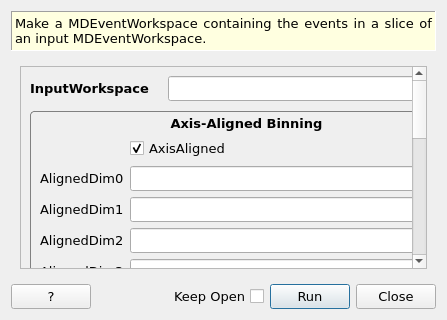 Make a MDEventWorkspace containing the events in a slice of
an input MDEventWorkspace.
InputWorkspace
Axis-Aligned Binning
AxisAligned
AlignedDim0
AlignedDim1
AlignedDim2
? Keep Open Run Close